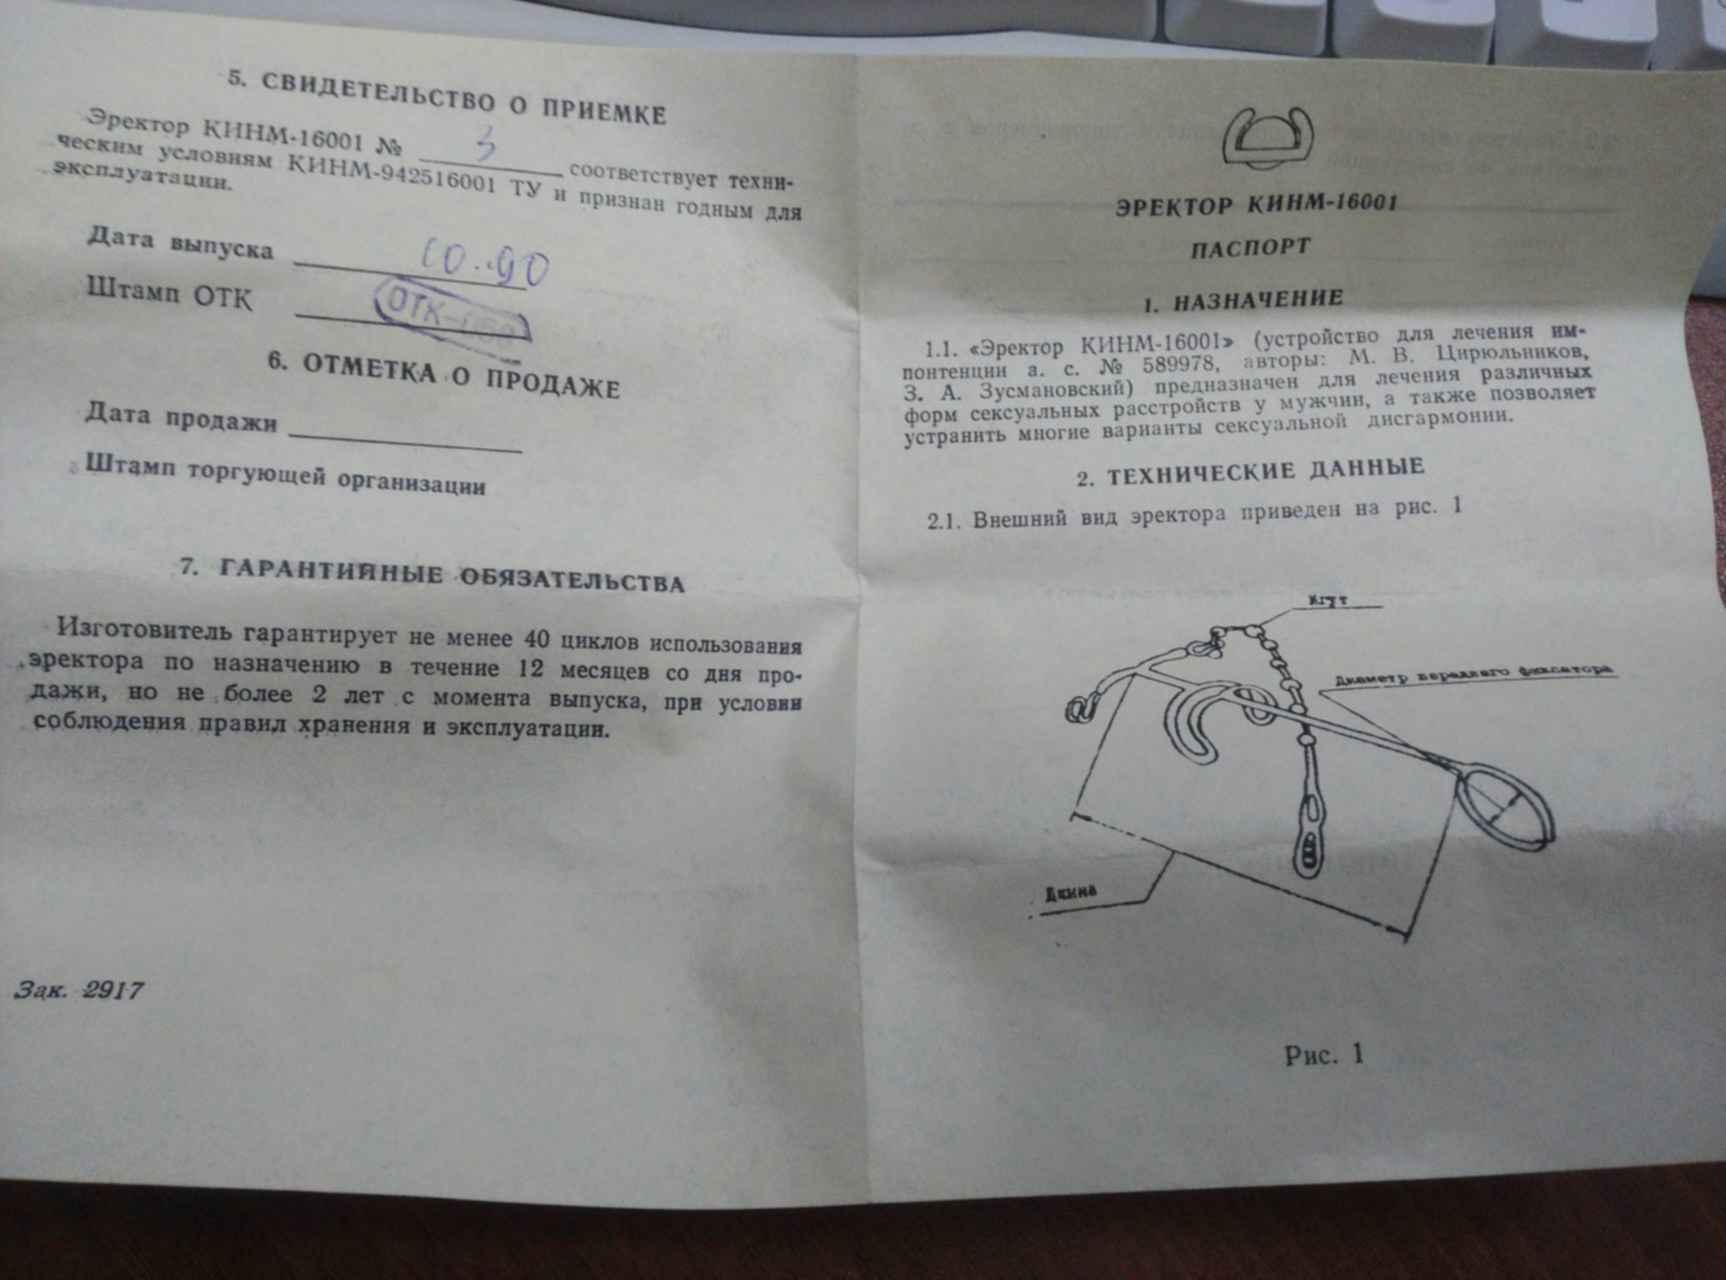 5. СВИДЕТЕЛЬСТВО О ПРИЕМКЕ
Эректор КИНМ-16001 № 3 соответствует техни-
ческим условиям КИНМ-942516001 ТУ и признан годным для
эксплуатации.
Дата выпуска 10.90
Штамп ОТК ОТК
6. ОТМЕТКА О ПРОДАЖЕ
Дата продажи
Штамп торгующей организации
7. ГАРАНТИЙНЫЕ ОБЯЗАТЕЛЬСТВА
Изготовитель гарантирует не менее 40 циклов использования
эректора по назначению в течение 12 месяцев со дня про-
дажи, но не более 2 лет с момента выпуска, при условии
соблюдения правил хранения и эксплуатации.
Зак. 2917
ЭРЕКТОР КИНМ-16001
ПАСПОРТ
1. НАЗНАЧЕНИЕ
1.1. «Эректор КИНМ-16001» (устройство для лечения им-
понтенции а. с. № 589978, авторы: М. В. Цирюльников,
З. А. Зусмановский) предназначен для лечения различных
форм сексуальных расстройств у мужчин, а также позволяет
устранить многие варианты сексуальной дисгармонии.
2. ТЕХНИЧЕСКИЕ ДАННЫЕ
2.1. Внешний вид эректора приведен на рис. 1
Жгут
Диаметр переднего фиксатора
Длина
Рис. 1